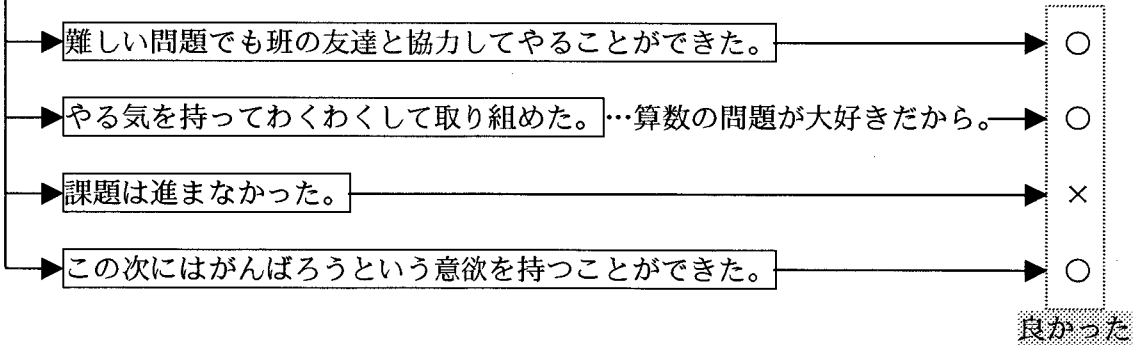 難しい問題でも班の友達と協力してやることができた。 ○
やる気を持ってわくわくして取り組めた。…算数の問題が大好きだから。 ○
課題は進まなかった。 ×
この次にはがんばろうという意欲を持つことができた。 ○
良かった